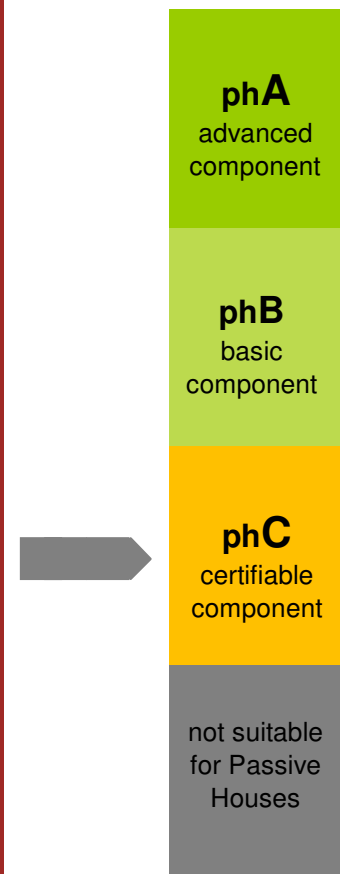 phA
advanced
component
phB
basic
component
phC
certifiable
component
not suitable
for Passive
Houses